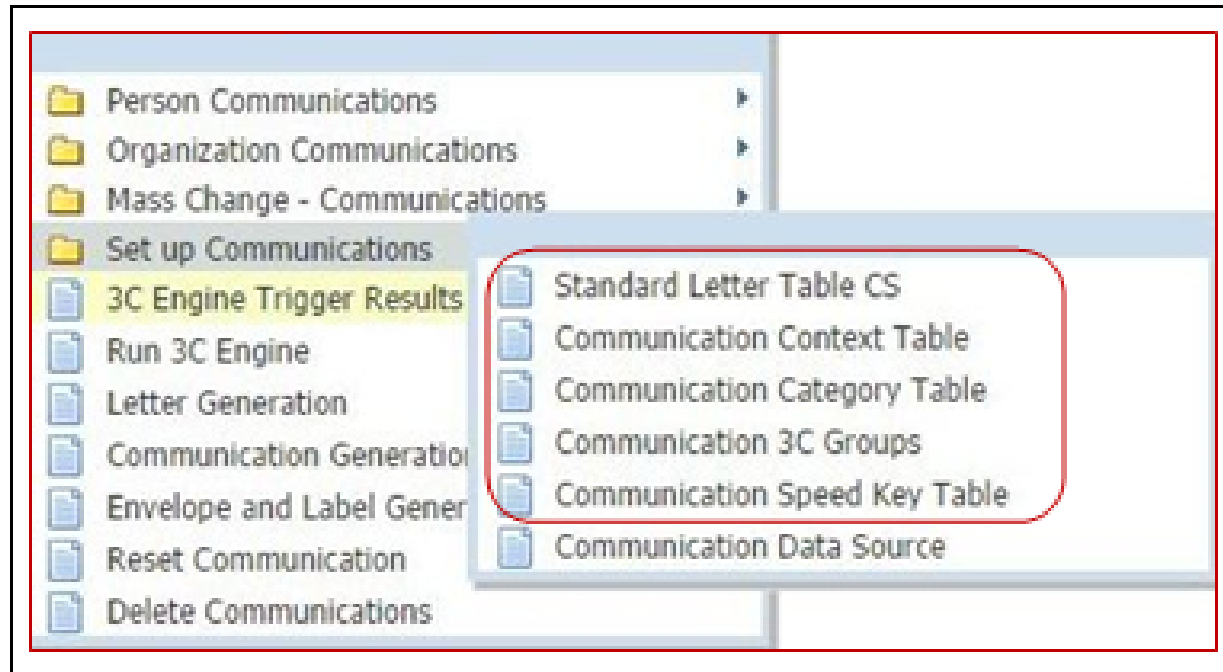 Person Communications
Organization Communications
Mass Change - Communications
Set up Communications
3C Engine Trigger Results
Run 3C Engine
Letter Generation
Communication Generation
Envelope and Label Gener
Reset Communication
Delete Communications
Standard Letter Table CS
Communication Context Table
Communication Category Table
Communication 3C Groups
Communication Speed Key Table
Communication Data Source